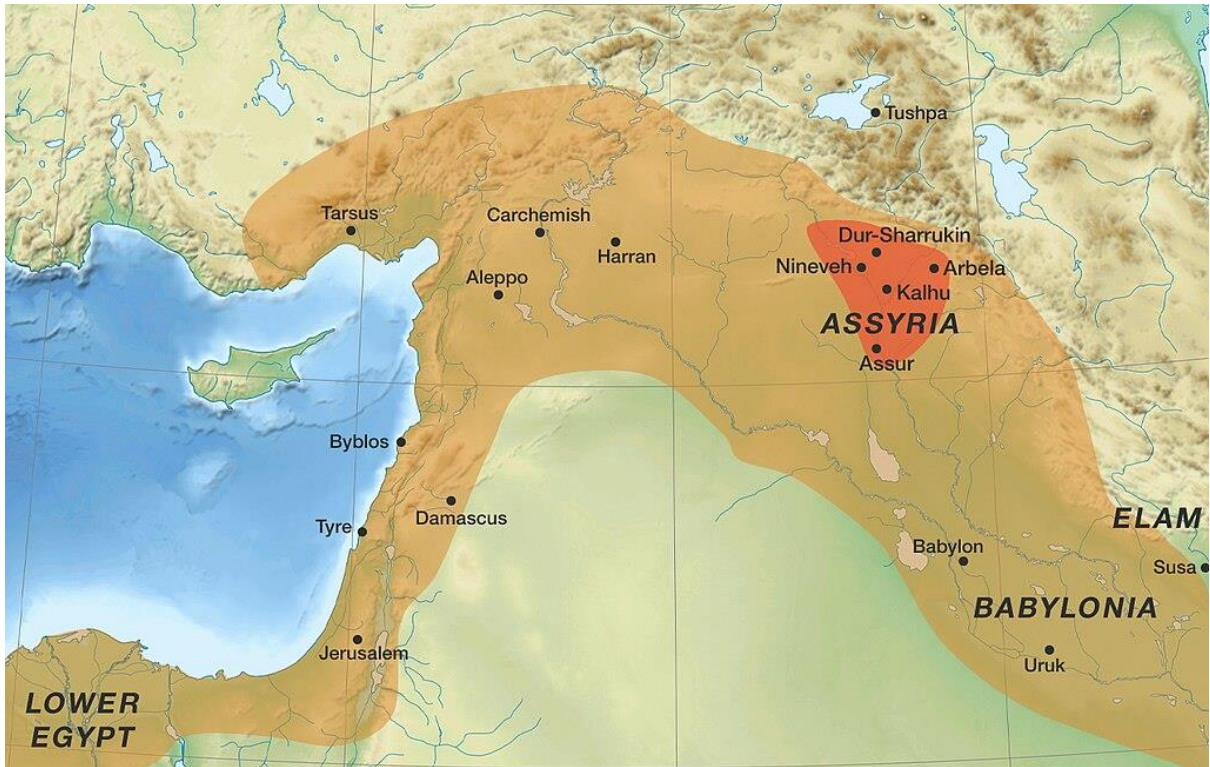 Tushpa
Tarsus
Carchemish
Harran
Aleppo
Dur-Sharrukin
Nineveh
Arbela
Kalhu
ASSYRIA
Assur
Byblos
Damascus
Tyre
ELAM
Babylon
Susa
BABYLONIA
Jerusalem
Uruk
LOWER
EGYPT